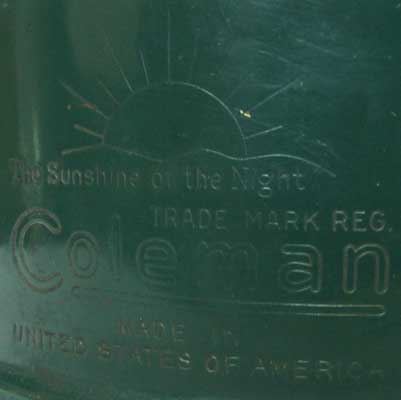 The Sunshine of the Night
TRADE MARK REG.
Coleman
MADE IN
UNITED STATES OF AMERICA